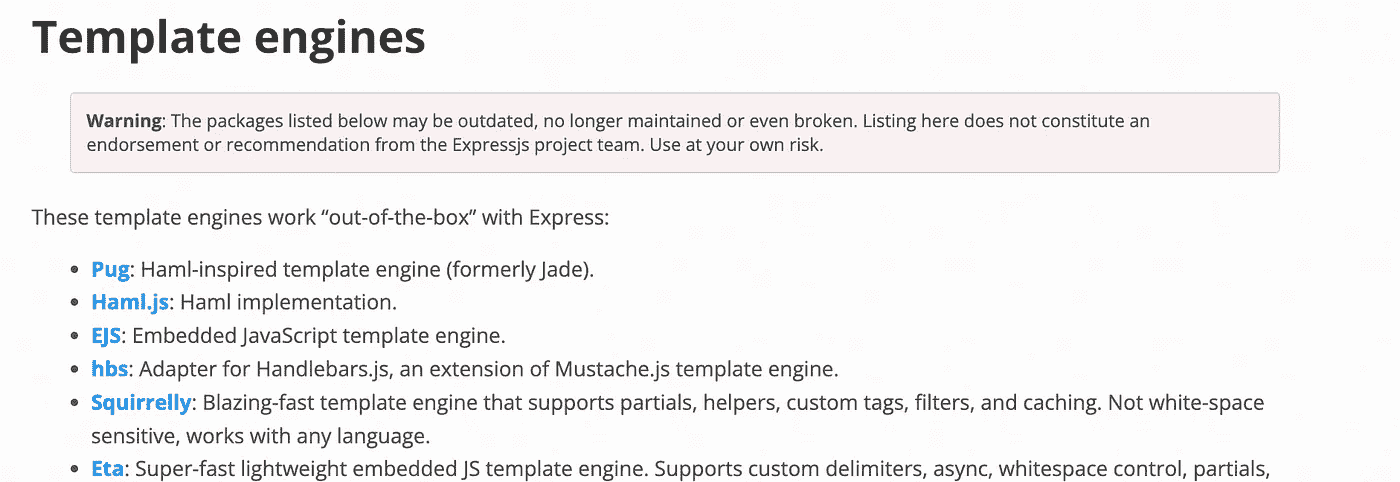 Template engines
Warning: The packages listed below may be outdated, no longer maintained or even broken. Listing here does not constitute an
endorsement or recommendation from the Expressjs project team. Use at your own risk.
These template engines work “out-of-the-box” with Express:
• Pug: Haml-inspired template engine (formerly Jade).
• Haml.js: Haml implementation.
• EJS: Embedded JavaScript template engine.
• hbs: Adapter for Handlebars.js, an extension of Mustache.js template engine.
• Squirrelly: Blazing-fast template engine that supports partials, helpers, custom tags, filters, and caching. Not white-space
sensitive, works with any language.
• Eta: Super-fast lightweight embedded JS template engine. Supports custom delimiters, async, whitespace control, partials,